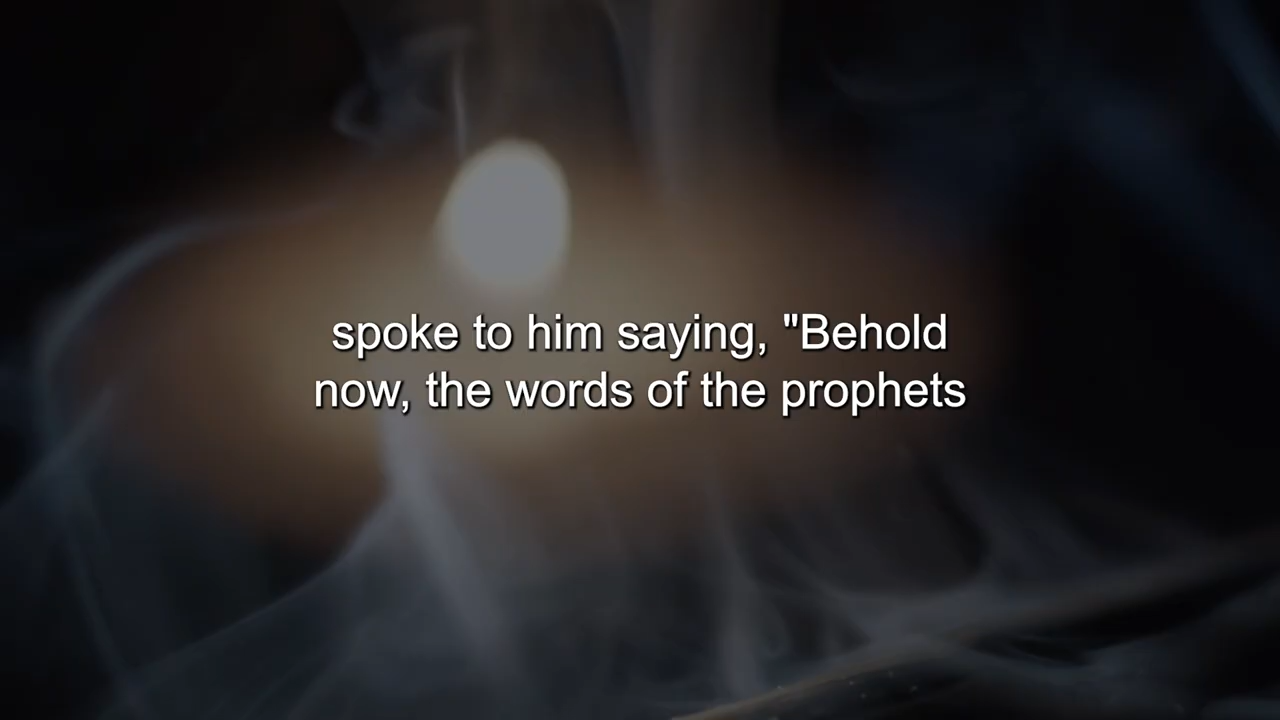 spoke to him saying, "Behold
now, the words of the prophets